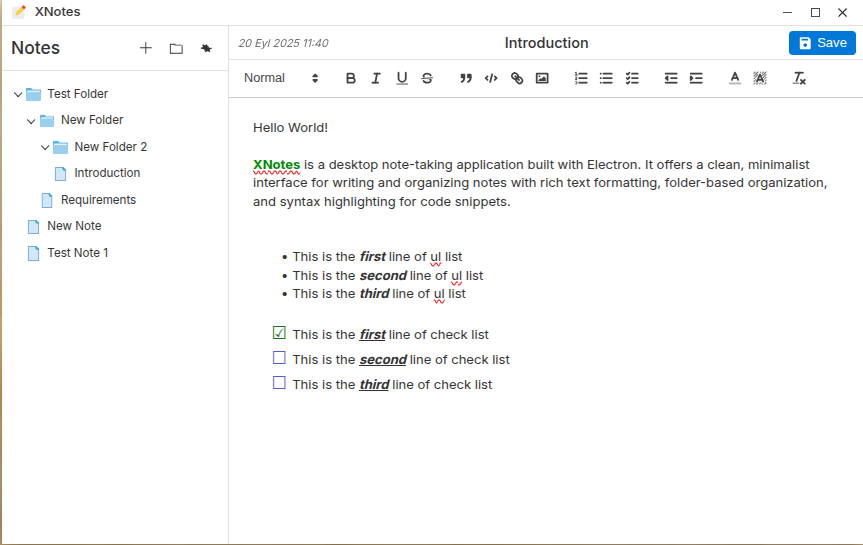 XNotes
Notes
20 Eyl 2025 11:40
Introduction
Save
Normal
Test Folder
New Folder
New Folder 2
Introduction
Requirements
New Note
Test Note 1
Hello World!
XNotes is a desktop note-taking application built with Electron. It offers a clean, minimalist
interface for writing and organizing notes with rich text formatting, folder-based organization,
and syntax highlighting for code snippets.
• This is the first line of ul list
• This is the second line of ul list
• This is the third line of ul list
☑ This is the first line of check list
☐ This is the second line of check list
☐ This is the third line of check list